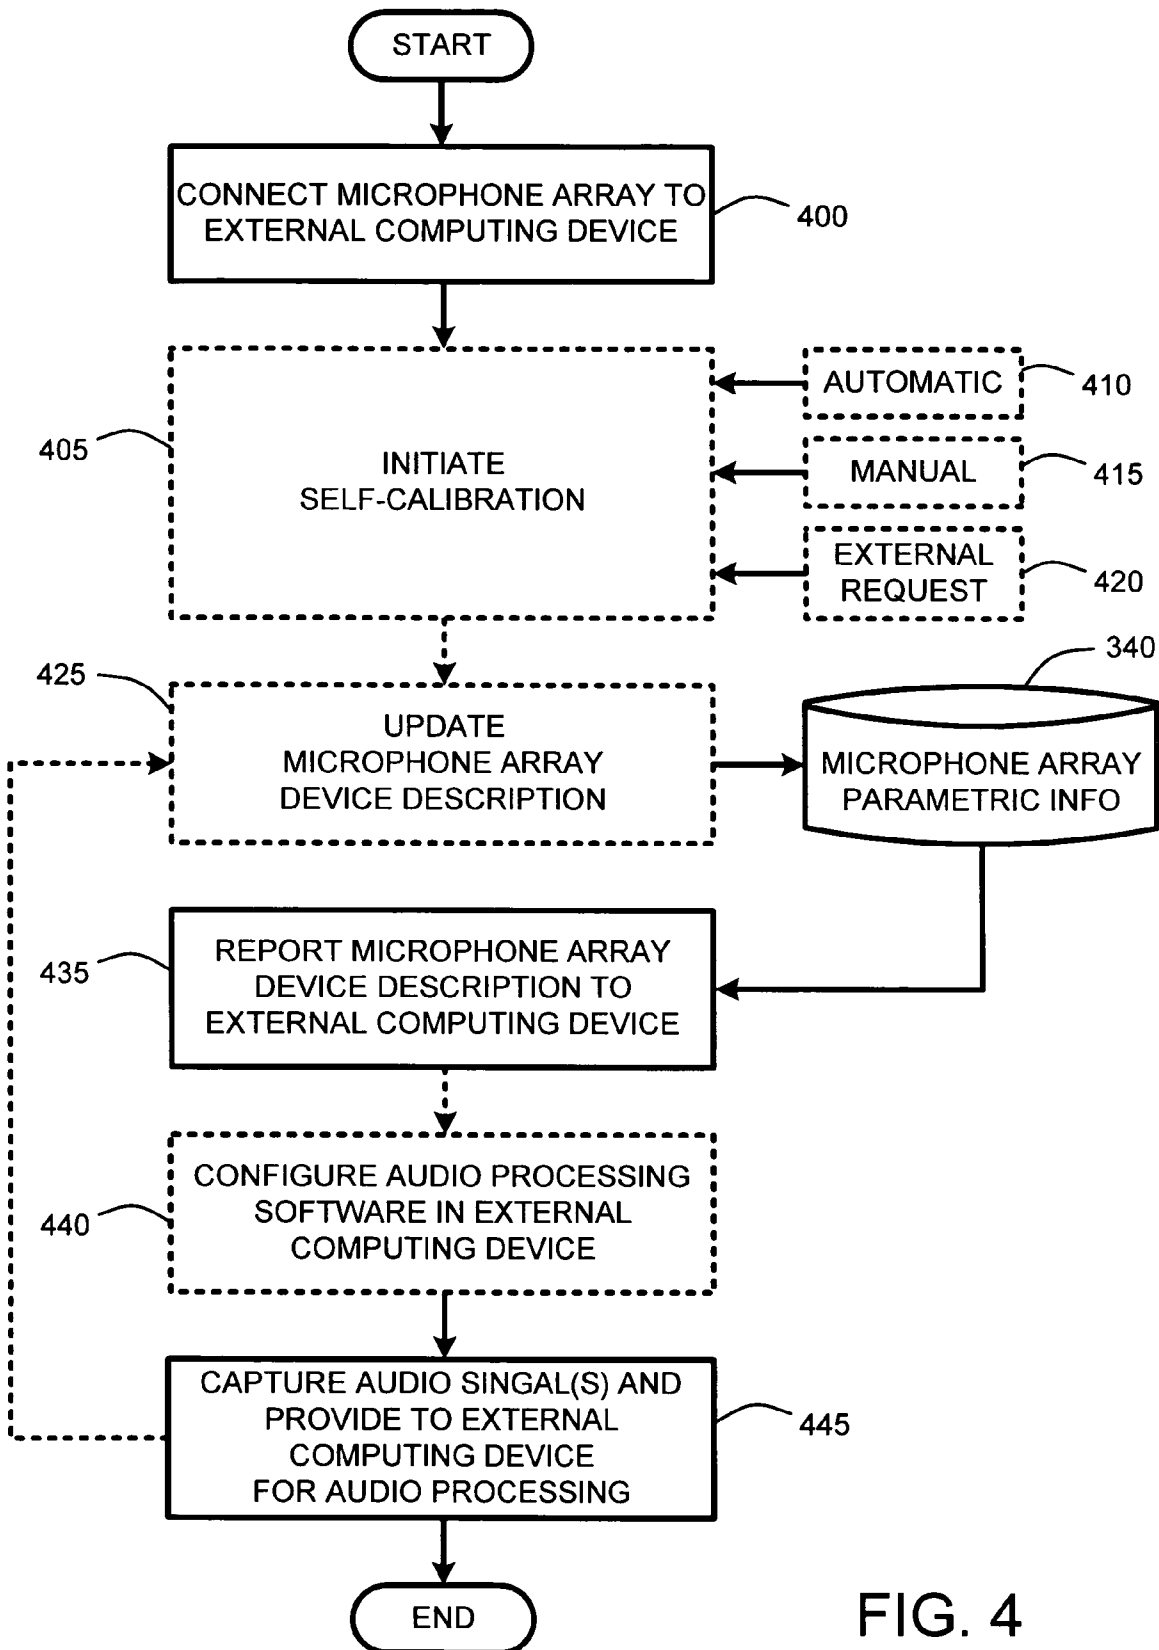 START
CONNECT MICROPHONE ARRAY TO
EXTERNAL COMPUTING DEVICE
400
405
INITIATE
SELF-CALIBRATION
AUTOMATIC
410
MANUAL
415
EXTERNAL
REQUEST
420
425
UPDATE
MICROPHONE ARRAY
DEVICE DESCRIPTION
340
MICROPHONE ARRAY
PARAMETRIC INFO
435
REPORT MICROPHONE ARRAY
DEVICE DESCRIPTION TO
EXTERNAL COMPUTING DEVICE
440
CONFIGURE AUDIO PROCESSING
SOFTWARE IN EXTERNAL
COMPUTING DEVICE
CAPTURE AUDIO SINGAL(S) AND
PROVIDE TO EXTERNAL
COMPUTING DEVICE
FOR AUDIO PROCESSING
445
END
FIG. 4